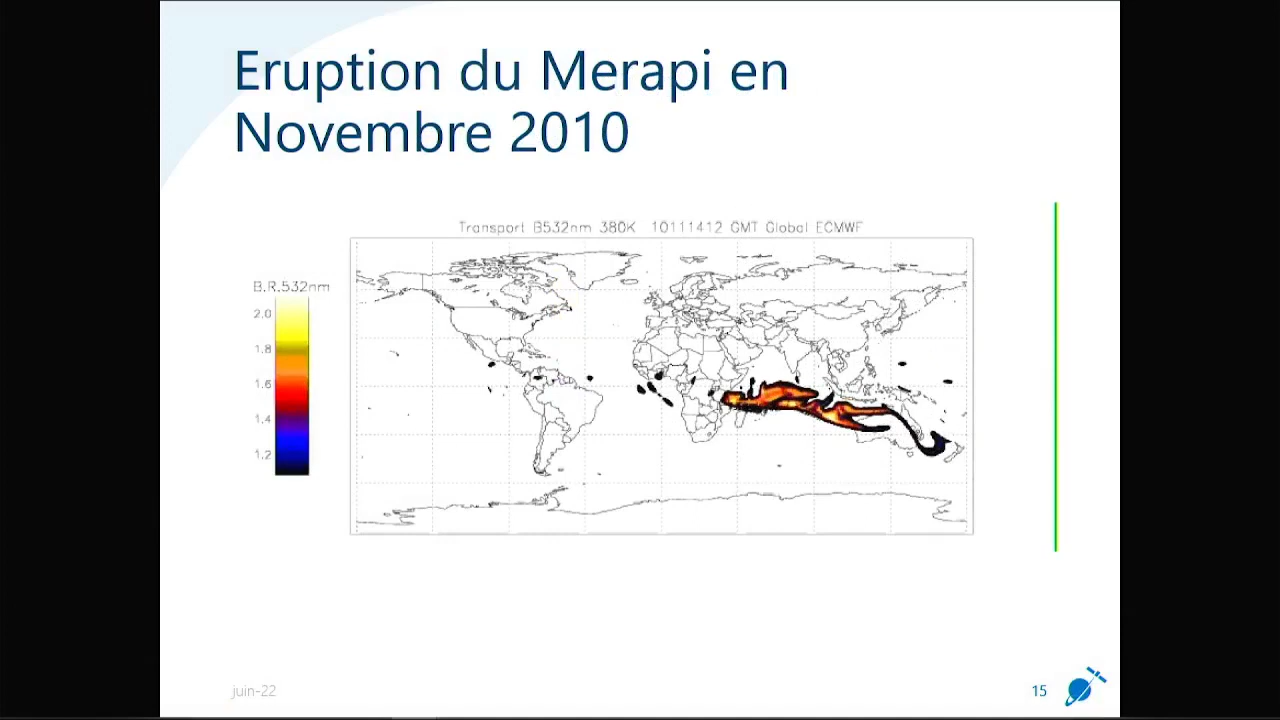 Eruption du Merapi en
Novembre 2010
Transport B532nm 380K 10111412 GMT Global ECMWF
B.R.532nm
2.0
1.8
1.6
1.4
1.2
juin-22
15